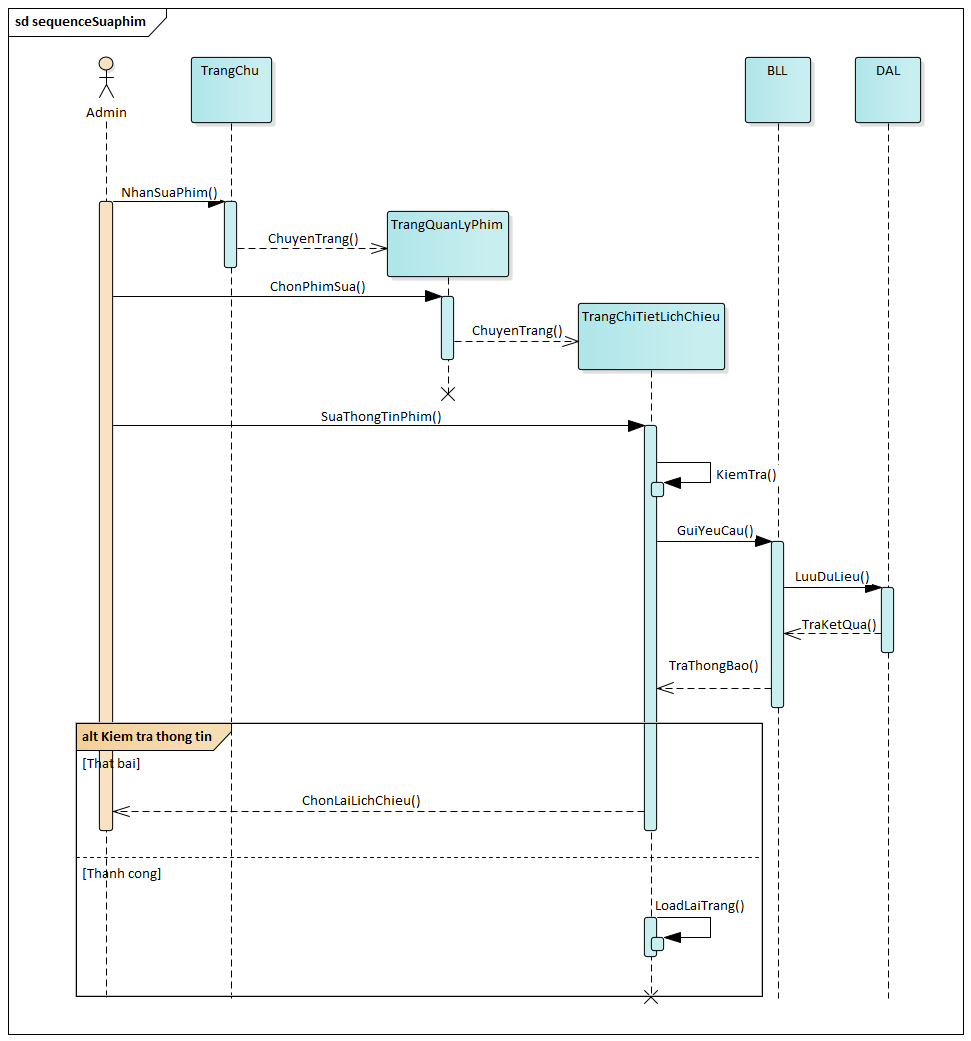 sd sequenceSuaphim
Admin
TrangChu
BLL
DAL
NhanSuaPhim()
TrangQuanLyPhim
ChuyenTrang()
ChonPhimSua()
TrangChiTietLichChieu
ChuyenTrang()
SuaThongTinPhim()
KiemTra()
GuiYeuCau()
LuuDuLieu()
TraKetQua()
TraThongBao()
alt Kiem tra thong tin
[That bai]
ChonLaiLichChieu()
[Thanh cong]
LoadLaiTrang()